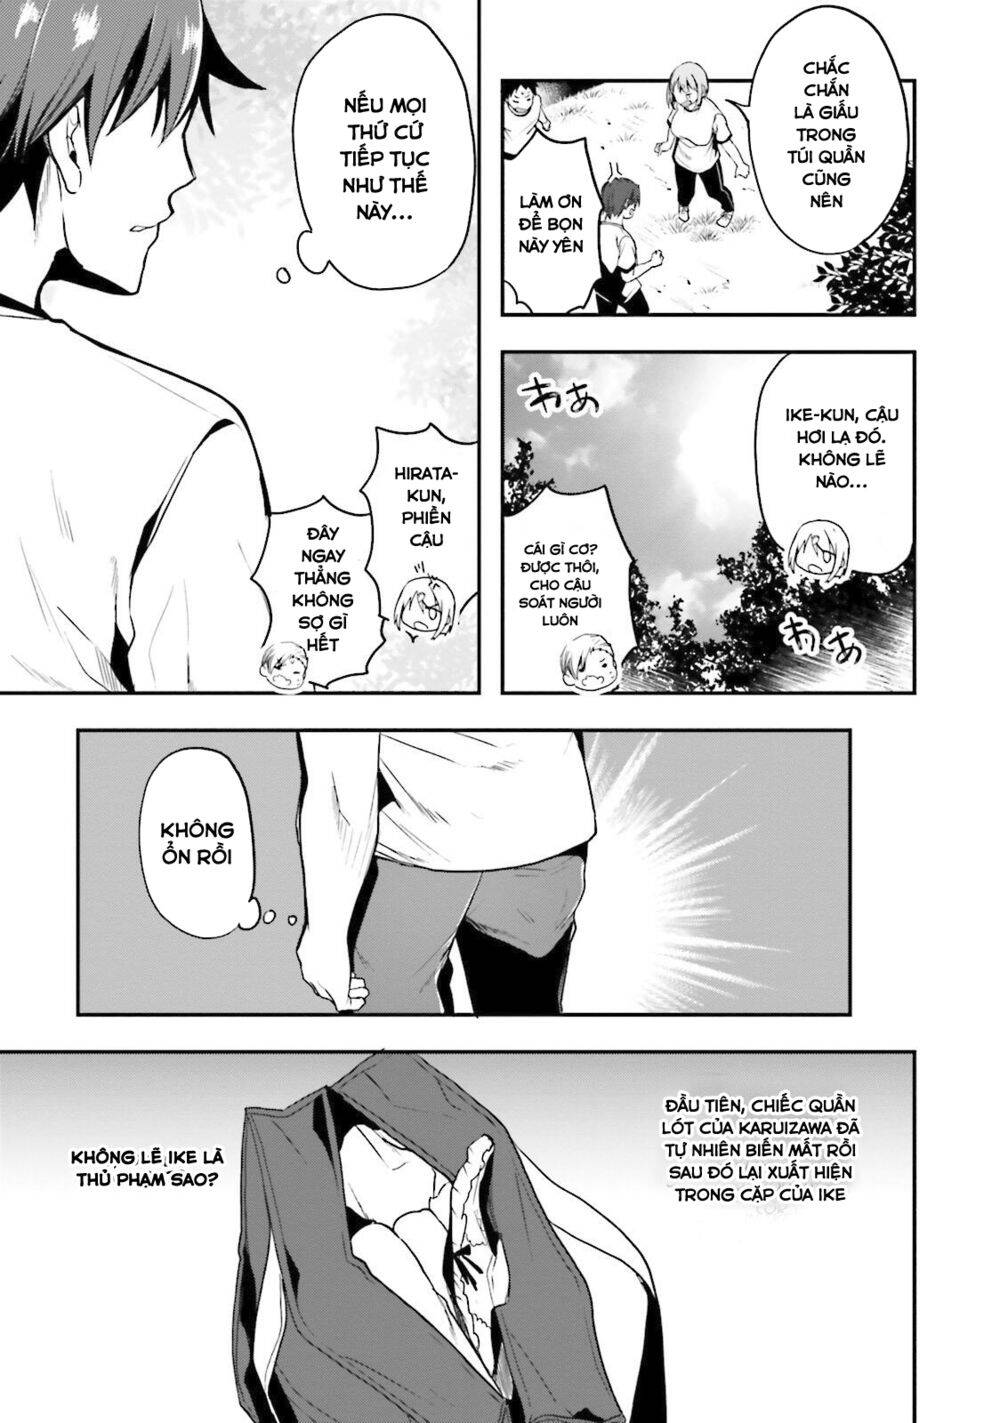 CHẮC
CHẮN
LÀ GIẤU
TRONG
TÚI QUẦN
CŨNG
NÊN
LÀM ƠN
ĐỂ BỌN
NÀY YÊN
IKE-KUN, CẬU
HƠI LẠ ĐÓ.
KHÔNG LẼ
NÀO...
わぁ
CÁI GÌ CƠ?
ĐƯỢC THÔI,
CHO CẬU
SOÁT NGƯỜI
LUÔN
わぁ
NẾU MỌI
THỨ CỨ
TIẾP TỤC
NHƯ THẾ
NÀY...
HIRATA-
KUN,
PHIỀN
CẬU
ĐÂY
NGAY
THẲNG
KHÔNG
SỢ GÌ
HẾT
KHÔNG
ỔN RỒI
ĐẦU TIÊN, CHIẾC QUẦN
LÓT CỦA KARUIZAWA ĐÃ
TỰ NHIÊN BIẾN MẤT RỒI
SAU ĐÓ LẠI XUẤT HIỆN
TRONG CẶP CỦA IKE
KHÔNG LẼ IKE LÀ
THỦ PHẠM SAO?